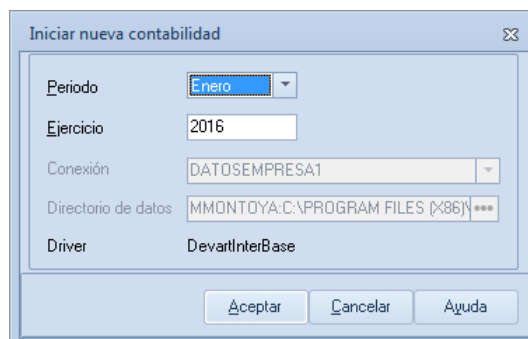 Iniciar nueva contabilidad
Periodo Enero
Ejercicio 2016
Conexión DATOSEMPRESA1
Directorio de datos MMONTOYA:C:\PROGRAM FILES (X86)\
Driver DevartInterBase
Aceptar Cancelar Ayuda